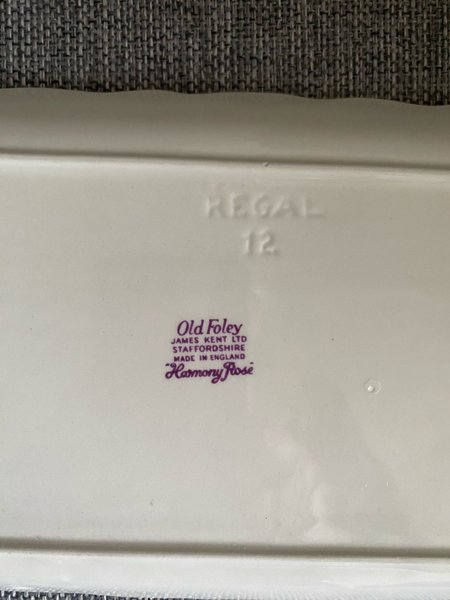 REGAL
12
Old Foley
JAMES KENT LTD
STAFFORDSHIRE
MADE IN ENGLAND
"Harmony Rose"